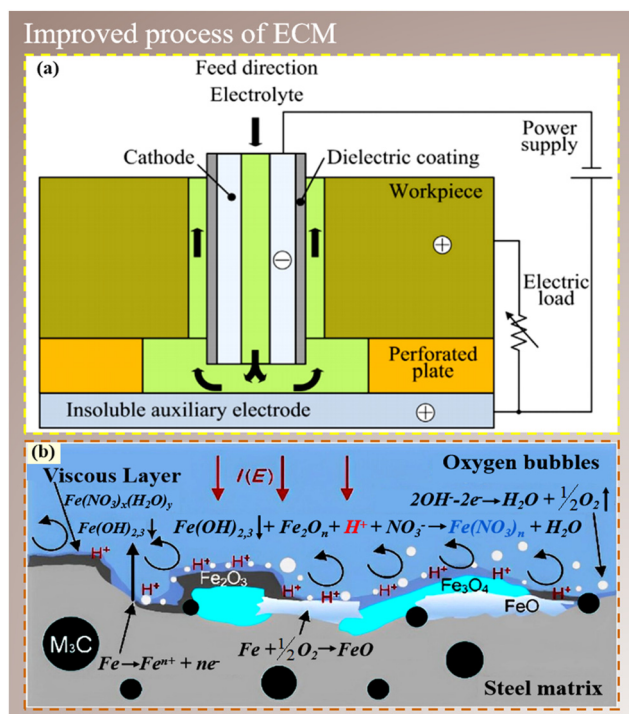 Improved process of ECM
(a)
Feed direction
Electrolyte
Power
supply
Cathode
Dielectric coating
Workpiece
+
−
Electric
load
Perforated
plate
Insoluble auxiliary electrode
+
(b)
Viscous Layer
I(E)
Oxygen bubbles
Fe(NO₃)ₓ(H₂O)ᵧ
2OH⁻-2e⁻→H₂O + ½O₂↑
Fe(OH)₂,₃↓
Fe(OH)₂,₃↓+ Fe₂Oₙ+ H⁺ + NO₃⁻→Fe(NO₃)ₙ + H₂O
H⁺ H⁺ H⁺ H⁺ H⁺ H⁺ H⁺ H⁺ H⁺
Fe₂O₃
Fe₃O₄
FeO
M₃C
Fe→Feⁿ⁺ + ne⁻
Fe +½O₂→FeO
Steel matrix